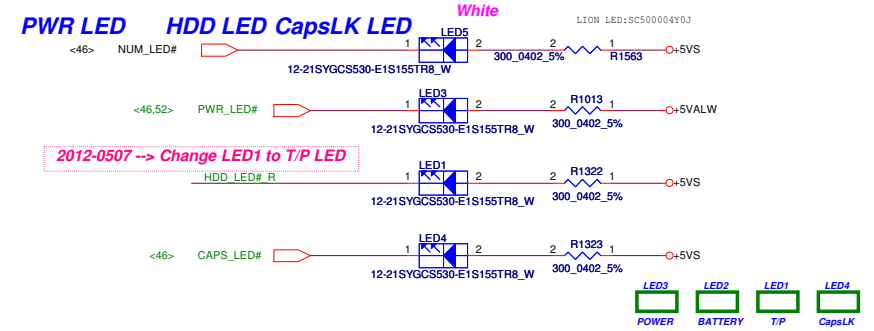 White
PWR LED HDD LED CapsLK LED
LION LED:SC500004Y0J
<46> NUM_LED# 1 LED5 2 2 1 +5VS
300_0402_5% R1563
12-21SYGCS530-E1S155TR8_W
<46,52> PWR_LED# 1 LED3 2 2 R1013 1 +5VALW
12-21SYGCS530-E1S155TR8_W 300_0402_5%
2012-0507 --> Change LED1 to T/P LED
HDD_LED#_R 1 LED1 2 2 R1322 1 +5VS
12-21SYGCS530-E1S155TR8_W 300_0402_5%
<46> CAPS_LED# 1 LED4 2 2 R1323 1 +5VS
12-21SYGCS530-E1S155TR8_W 300_0402_5%
LED3 LED2 LED1 LED4
POWER BATTERY T/P CapsLK